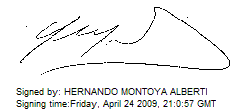 Signed by: HERNANDO MONTOYA ALBERTI
Signing time:Friday, April 24 2009, 21:0:57 GMT